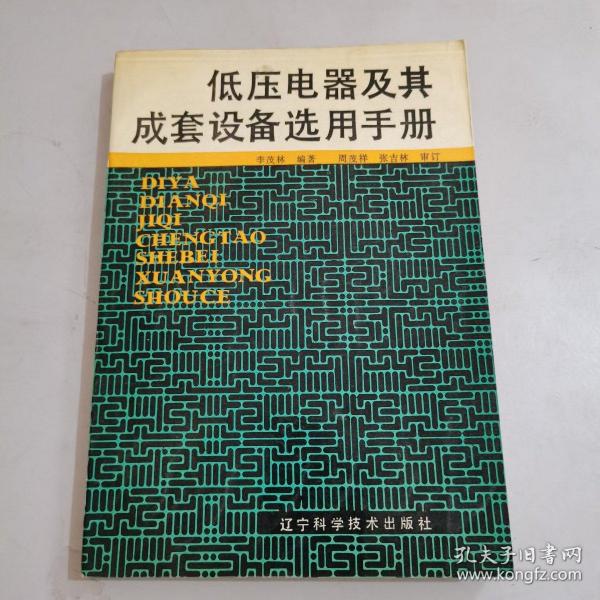 低压电器及其
成套设备选用手册
李茂林 编著 周茂祥 张吉林 审订
DIYA
DIANQI
JIQI
CHENGTAO
SHEBEI
XUANYONG
SHOUCE
辽宁科学技术出版社
孔夫子旧书网
www.kongfz.com